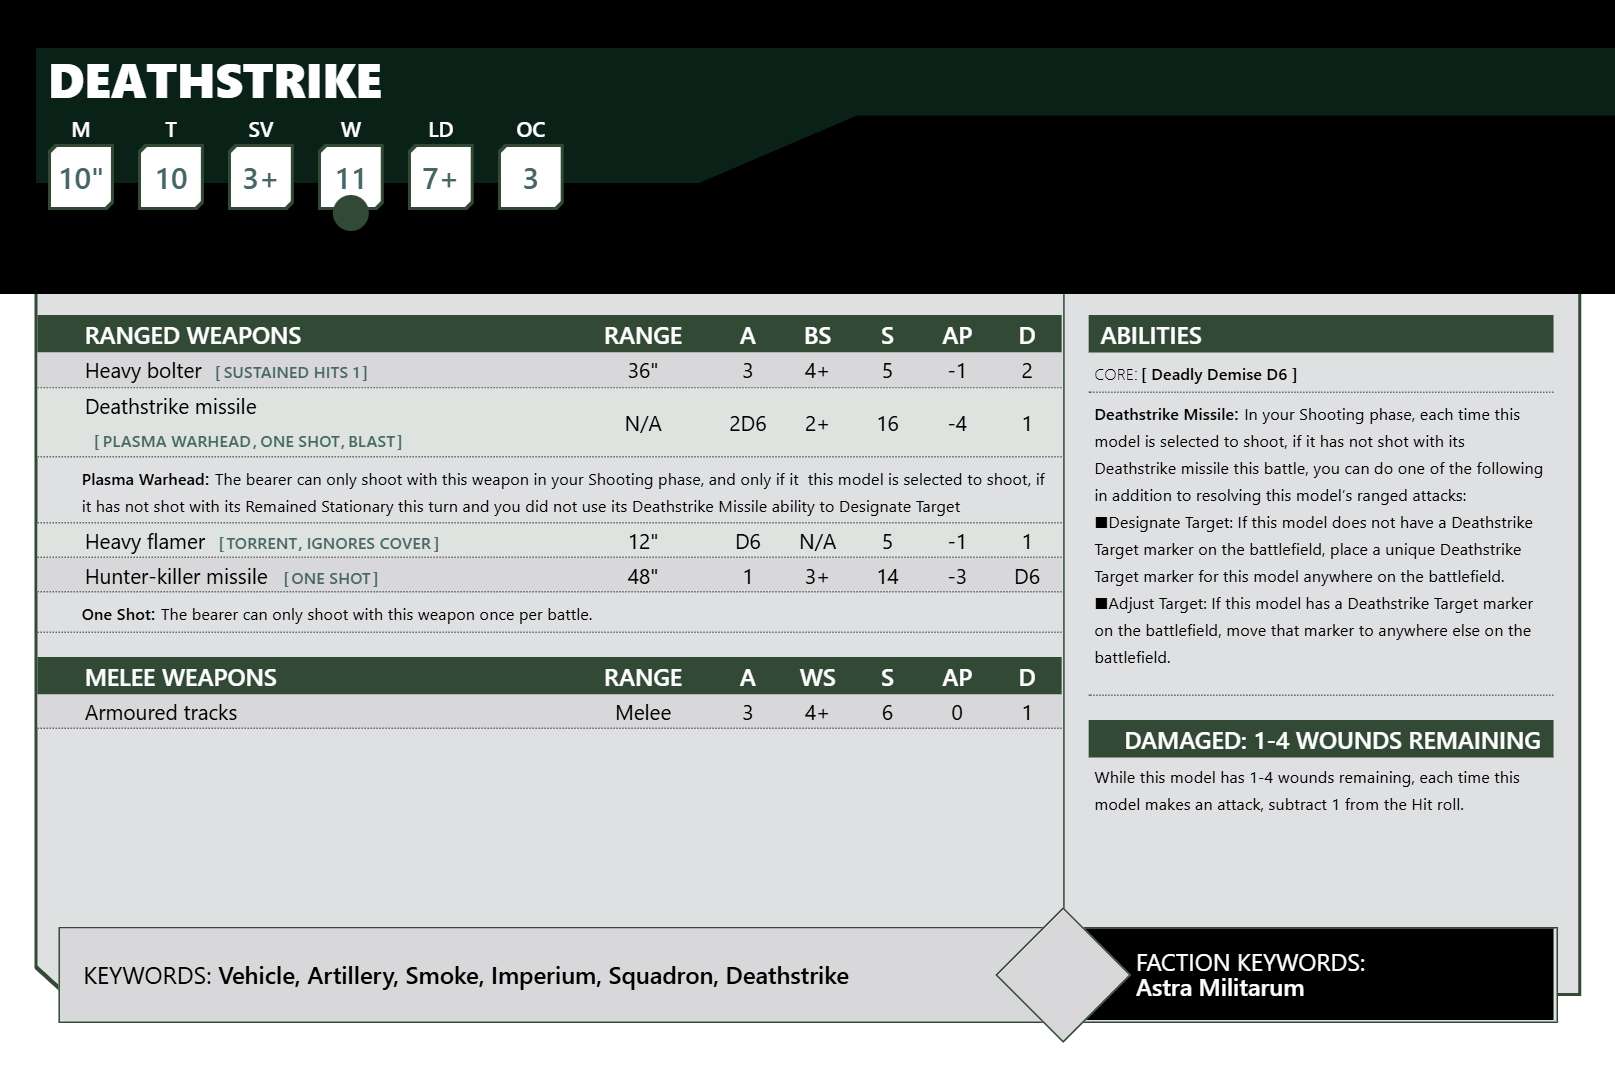 DEATHSTRIKE
M T SV W LD OC
10" 10 3+ 11 7+ 3
RANGED WEAPONS RANGE A BS S AP D
Heavy bolter [ SUSTAINED HITS 1 ] 36" 3 4+ 5 -1 2
Deathstrike missile
[ PLASMA WARHEAD, ONE SHOT, BLAST ] N/A 2D6 2+ 16 -4 1
Plasma Warhead: The bearer can only shoot with this weapon in your Shooting phase, and only if it  this model is selected to shoot, if
it has not shot with its Remained Stationary this turn and you did not use its Deathstrike Missile ability to Designate Target
Heavy flamer [ TORRENT, IGNORES COVER ] 12" D6 N/A 5 -1 1
Hunter-killer missile [ ONE SHOT ] 48" 1 3+ 14 -3 D6
One Shot: The bearer can only shoot with this weapon once per battle.
MELEE WEAPONS RANGE A WS S AP D
Armoured tracks Melee 3 4+ 6 0 1
ABILITIES
CORE: [ Deadly Demise D6 ]
Deathstrike Missile: In your Shooting phase, each time this
model is selected to shoot, if it has not shot with its
Deathstrike missile this battle, you can do one of the following
in addition to resolving this model's ranged attacks:
■Designate Target: If this model does not have a Deathstrike
Target marker on the battlefield, place a unique Deathstrike
Target marker for this model anywhere on the battlefield.
■Adjust Target: If this model has a Deathstrike Target marker
on the battlefield, move that marker to anywhere else on the
battlefield.
DAMAGED: 1-4 WOUNDS REMAINING
While this model has 1-4 wounds remaining, each time this
model makes an attack, subtract 1 from the Hit roll.
KEYWORDS: Vehicle, Artillery, Smoke, Imperium, Squadron, Deathstrike
FACTION KEYWORDS:
Astra Militarum